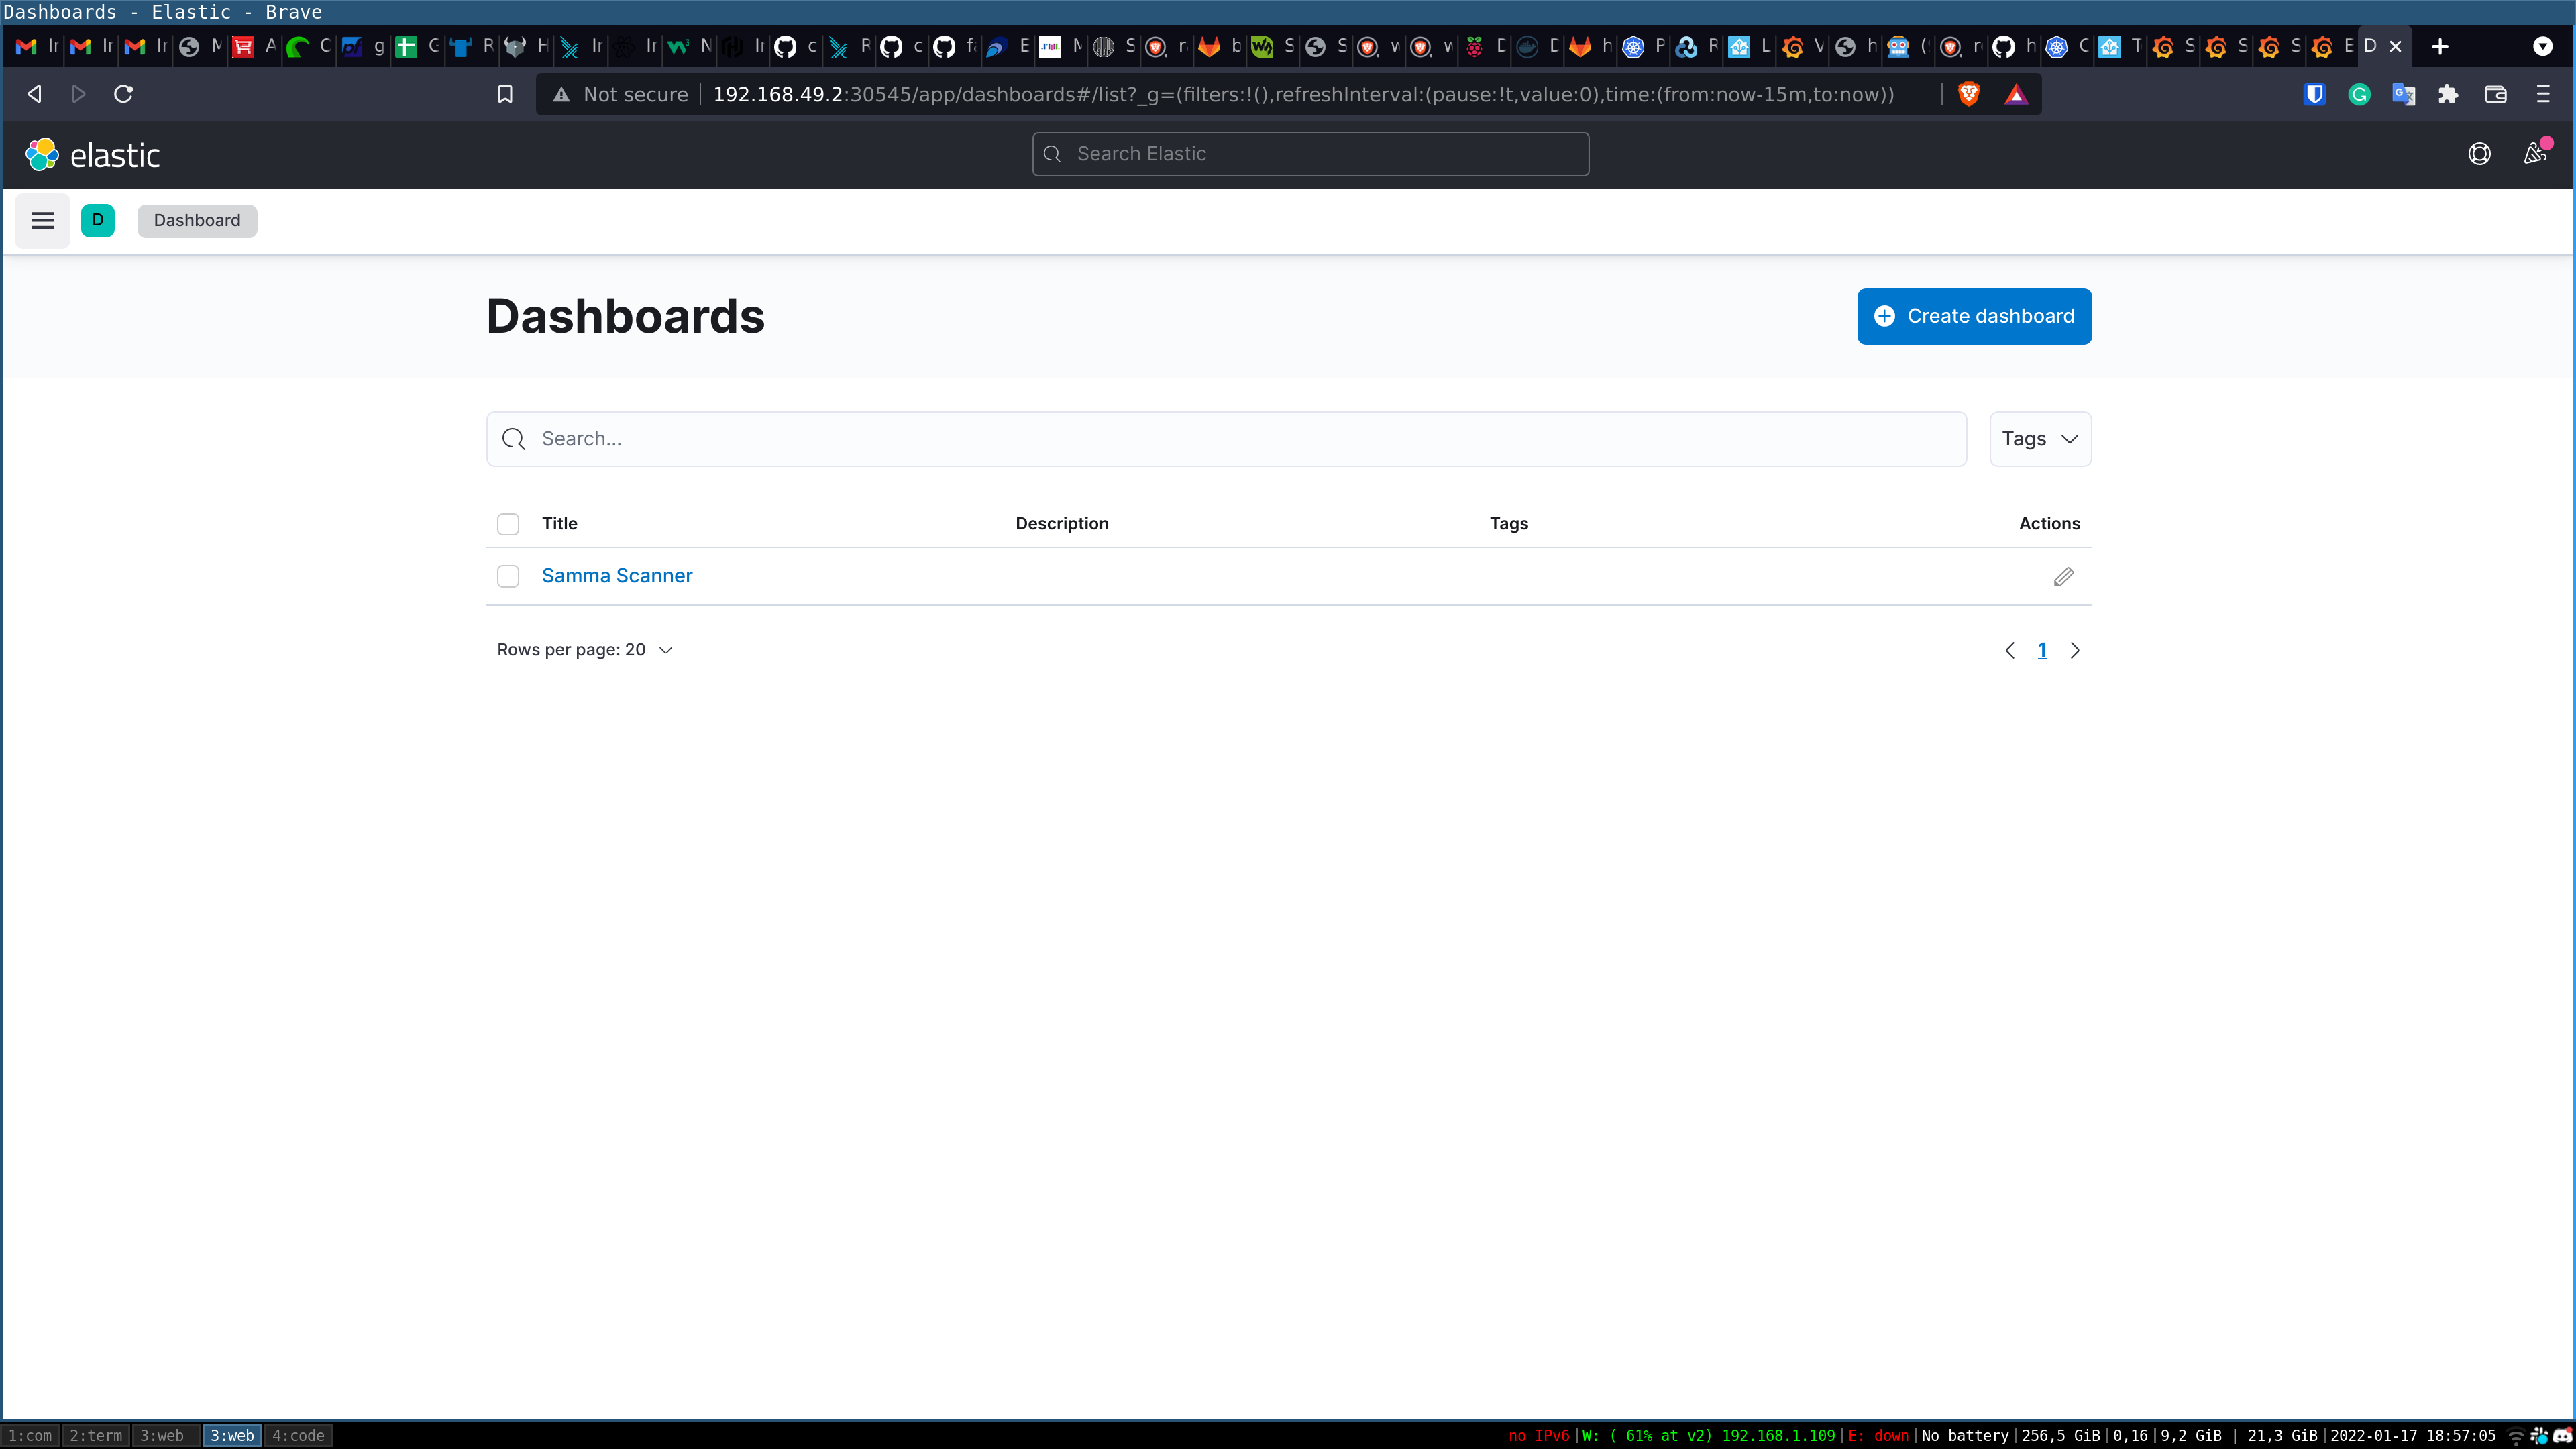 Dashboards - Elastic - Brave
Not secure 192.168.49.2:30545/app/dashboards#/list?_g=(filters:!(),refreshInterval:(pause:!t,value:0),time:(from:now-15m,to:now))
elastic
Search Elastic
D Dashboard
Dashboards
Create dashboard
Search...
Tags
Title Description Tags Actions
Samma Scanner
Rows per page: 20
1
1:com 2:term 3:web 3:web 4:code
no IPv6|W: ( 61% at v2) 192.168.1.109|E: down|No battery|256,5 GiB|0,16|9,2 GiB | 21,3 GiB|2022-01-17 18:57:05